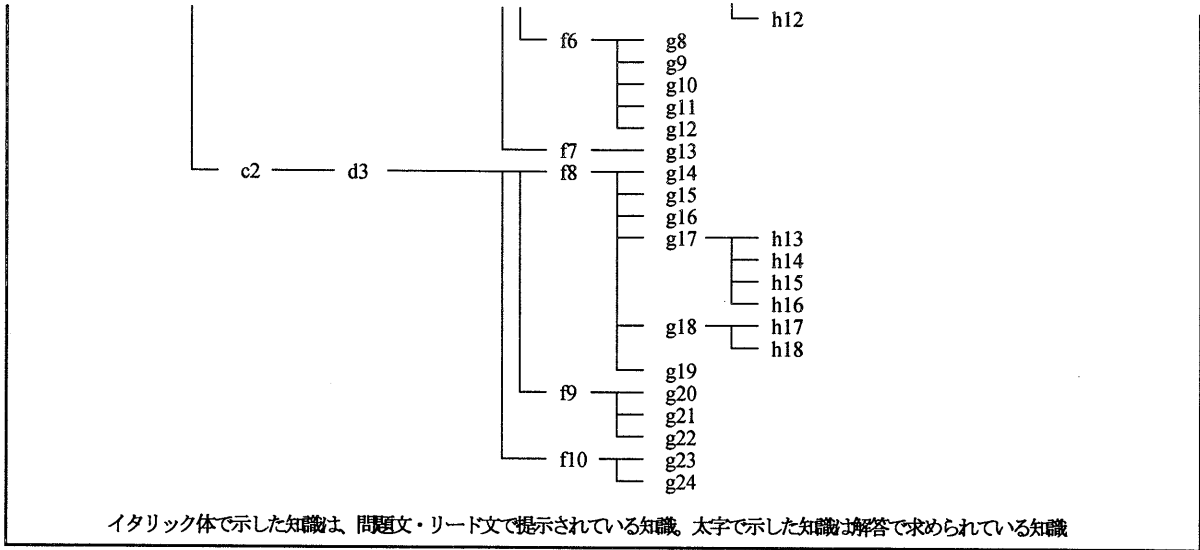 h12
f6 g8
g9
g10
g11
g12
f7 g13
c2 d3 f8 g14
g15
g16
g17 h13
h14
h15
h16
g18 h17
h18
g19
f9 g20
g21
g22
f10 g23
g24
イタリック体で示した知識は、問題文・リード文で提示されている知識。太字で示した知識は解答で求められている知識